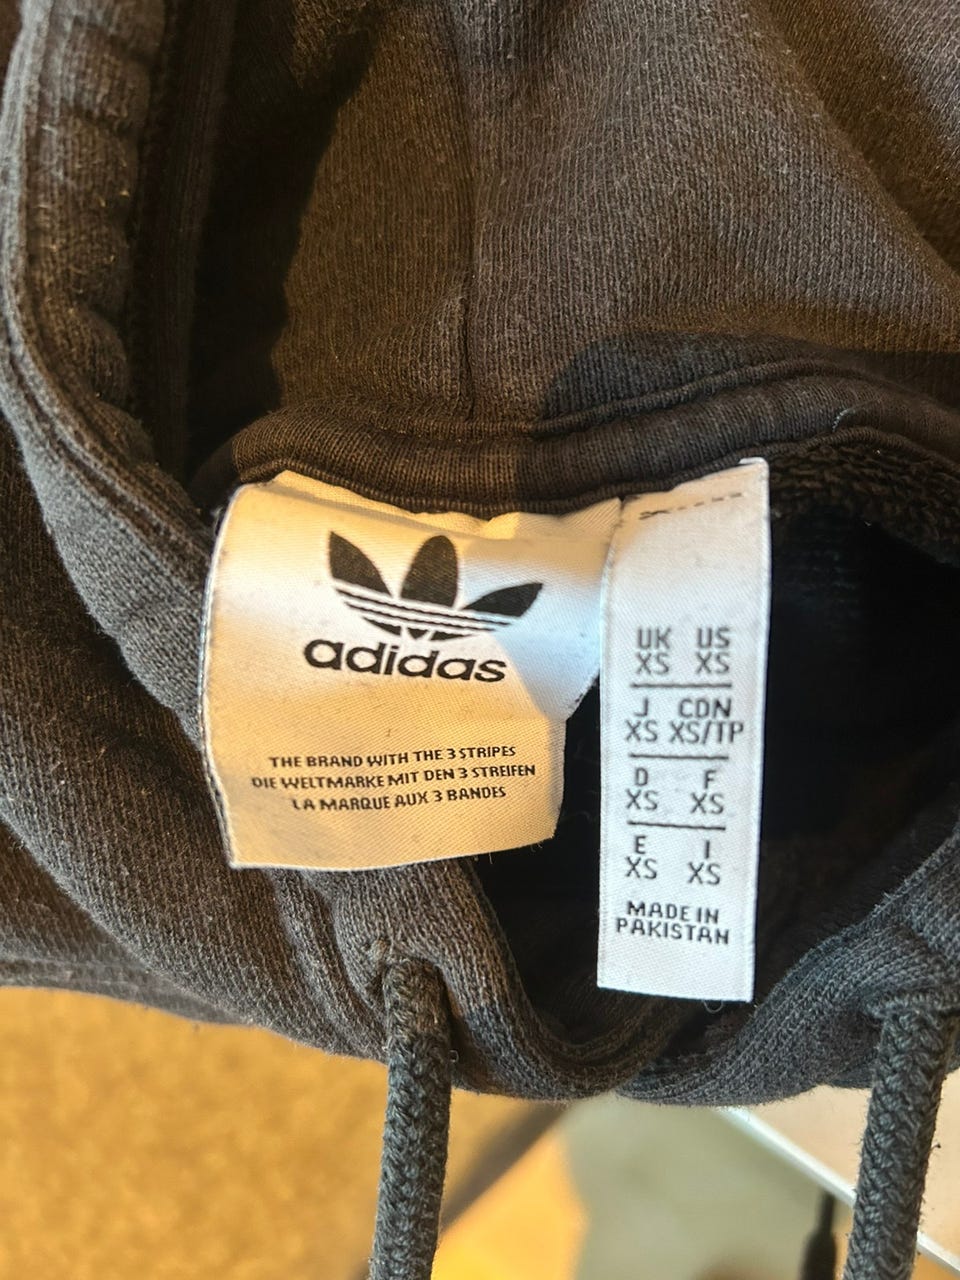 adidas
THE BRAND WITH THE 3 STRIPES
DIE WELTMARKE MIT DEN 3 STREIFEN
LA MARQUE AUX 3 BANDES
UK US
XS XS
J CDN
XS XS/TP
D F
XS XS
E I
XS XS
MADE IN
PAKISTAN